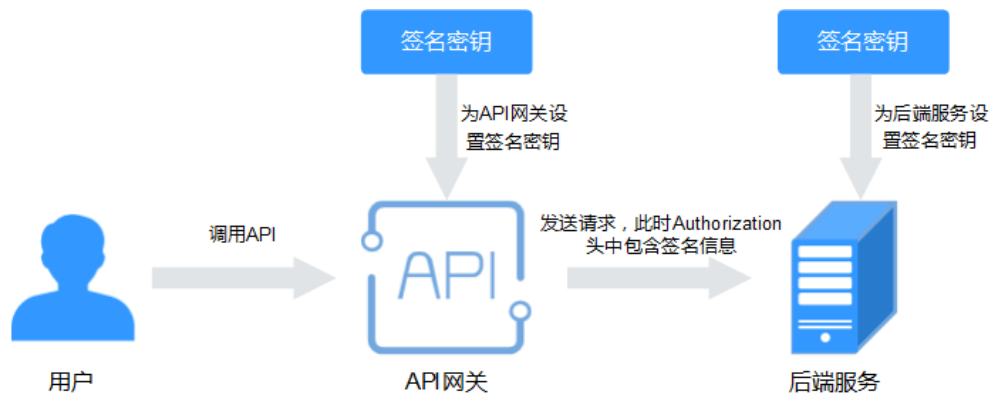 签名密钥
签名密钥
为API网关设
置签名密钥
为后端服务设
置签名密钥
调用API
发送请求，此时Authorization
头中包含签名信息
API
用户
API网关
后端服务